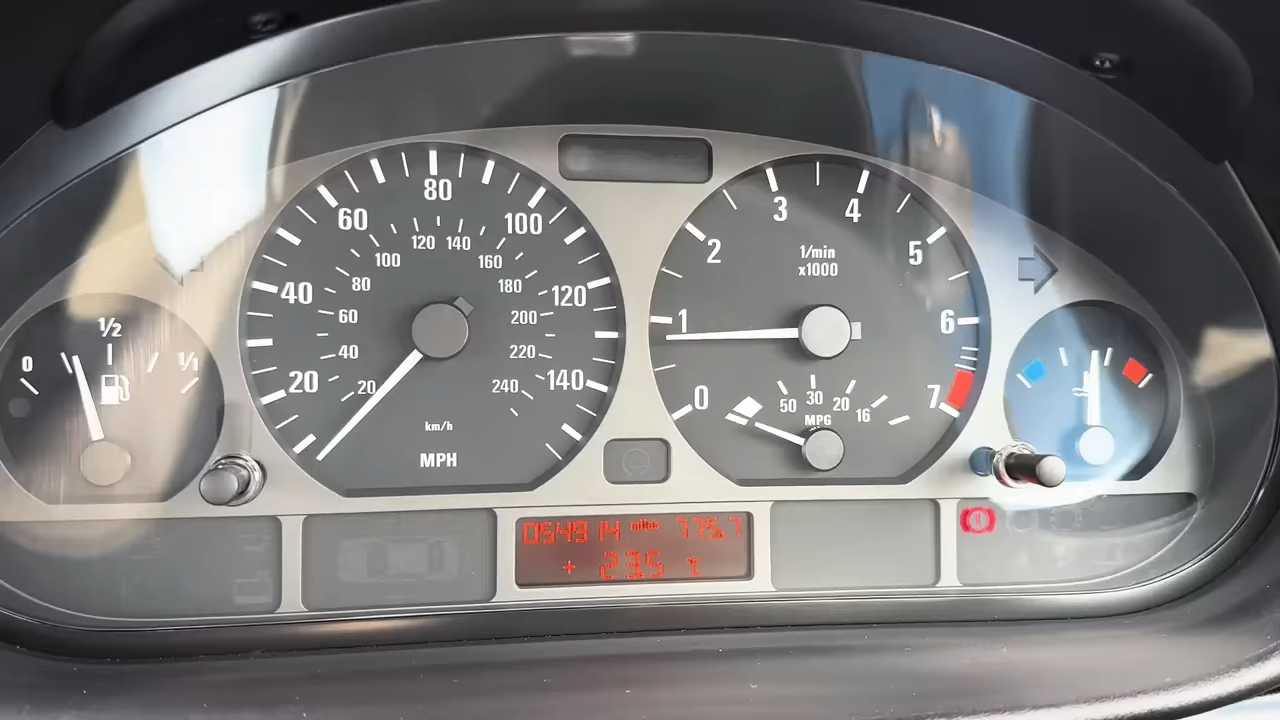 0 1/2 1/1
20 40 60 80 100 120 140
20 40 60 80 100 120 140 160 180 200 220 240
km/h
MPH
0 1 2 3 4 5 6 7
1/min
x1000
50 30 20 16
MPG
054914 miles 775.7
+ 23.5 °C